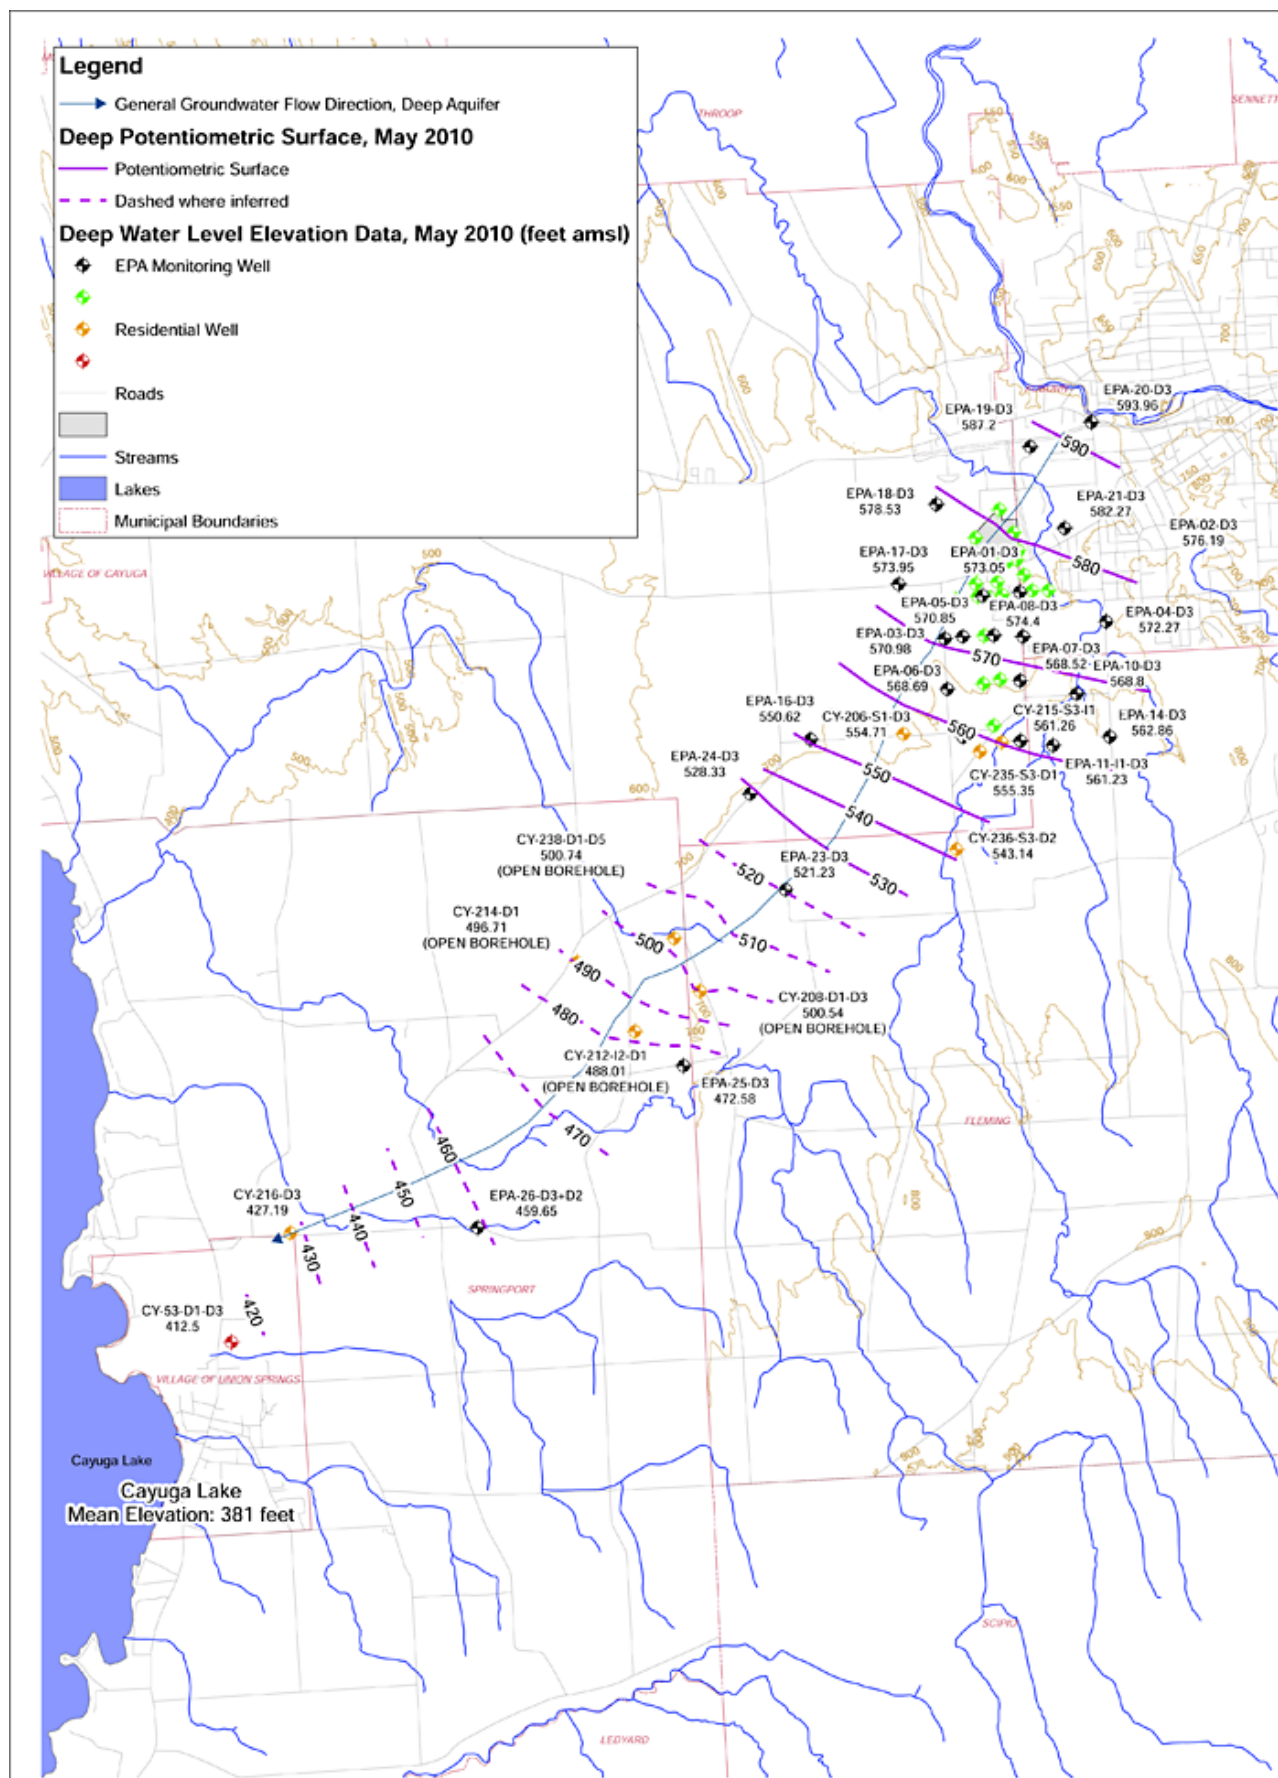 Legend
General Groundwater Flow Direction, Deep Aquifer
Deep Potentiometric Surface, May 2010
Potentiometric Surface
Dashed where inferred
Deep Water Level Elevation Data, May 2010 (feet amsl)
EPA Monitoring Well
Residential Well
Roads
Streams
Lakes
Municipal Boundaries
THROOP
SENNETT
EPA-20-D3
593.96
EPA-19-D3
587.2
590
EPA-18-D3
578.53
EPA-21-D3
582.27
EPA-02-D3
576.19
EPA-17-D3
573.95
EPA-01-D3
573.05
580
EPA-05-D3
570.85
EPA-08-D3
574.4
EPA-04-D3
572.27
EPA-03-D3
570.98
570
EPA-07-D3
568.52
EPA-10-D3
568.8
EPA-06-D3
568.69
EPA-16-D3
550.62
CY-206-S1-D3
554.71
560
CY-215-S3-I1
561.26
EPA-14-D3
562.86
EPA-24-D3
528.33
550
CY-235-S3-D1
555.35
EPA-11-I1-D3
561.23
540
CY-236-S3-D2
543.14
CY-238-D1-D5
500.74
(OPEN BOREHOLE)
EPA-23-D3
521.23
520
530
CY-214-D1
496.71
(OPEN BOREHOLE)
500
510
490
CY-208-D1-D3
500.54
(OPEN BOREHOLE)
480
CY-212-I2-D1
488.01
(OPEN BOREHOLE)
EPA-25-D3
472.58
470
460
450
440
430
420
CY-216-D3
427.19
EPA-26-D3+D2
459.65
CY-53-D1-D3
412.5
VILLAGE OF CAYUGA
FLEMING
SPRINGPORT
VILLAGE OF UNION SPRINGS
Cayuga Lake
Cayuga Lake
Mean Elevation: 381 feet
SCIPIO
LEDYARD